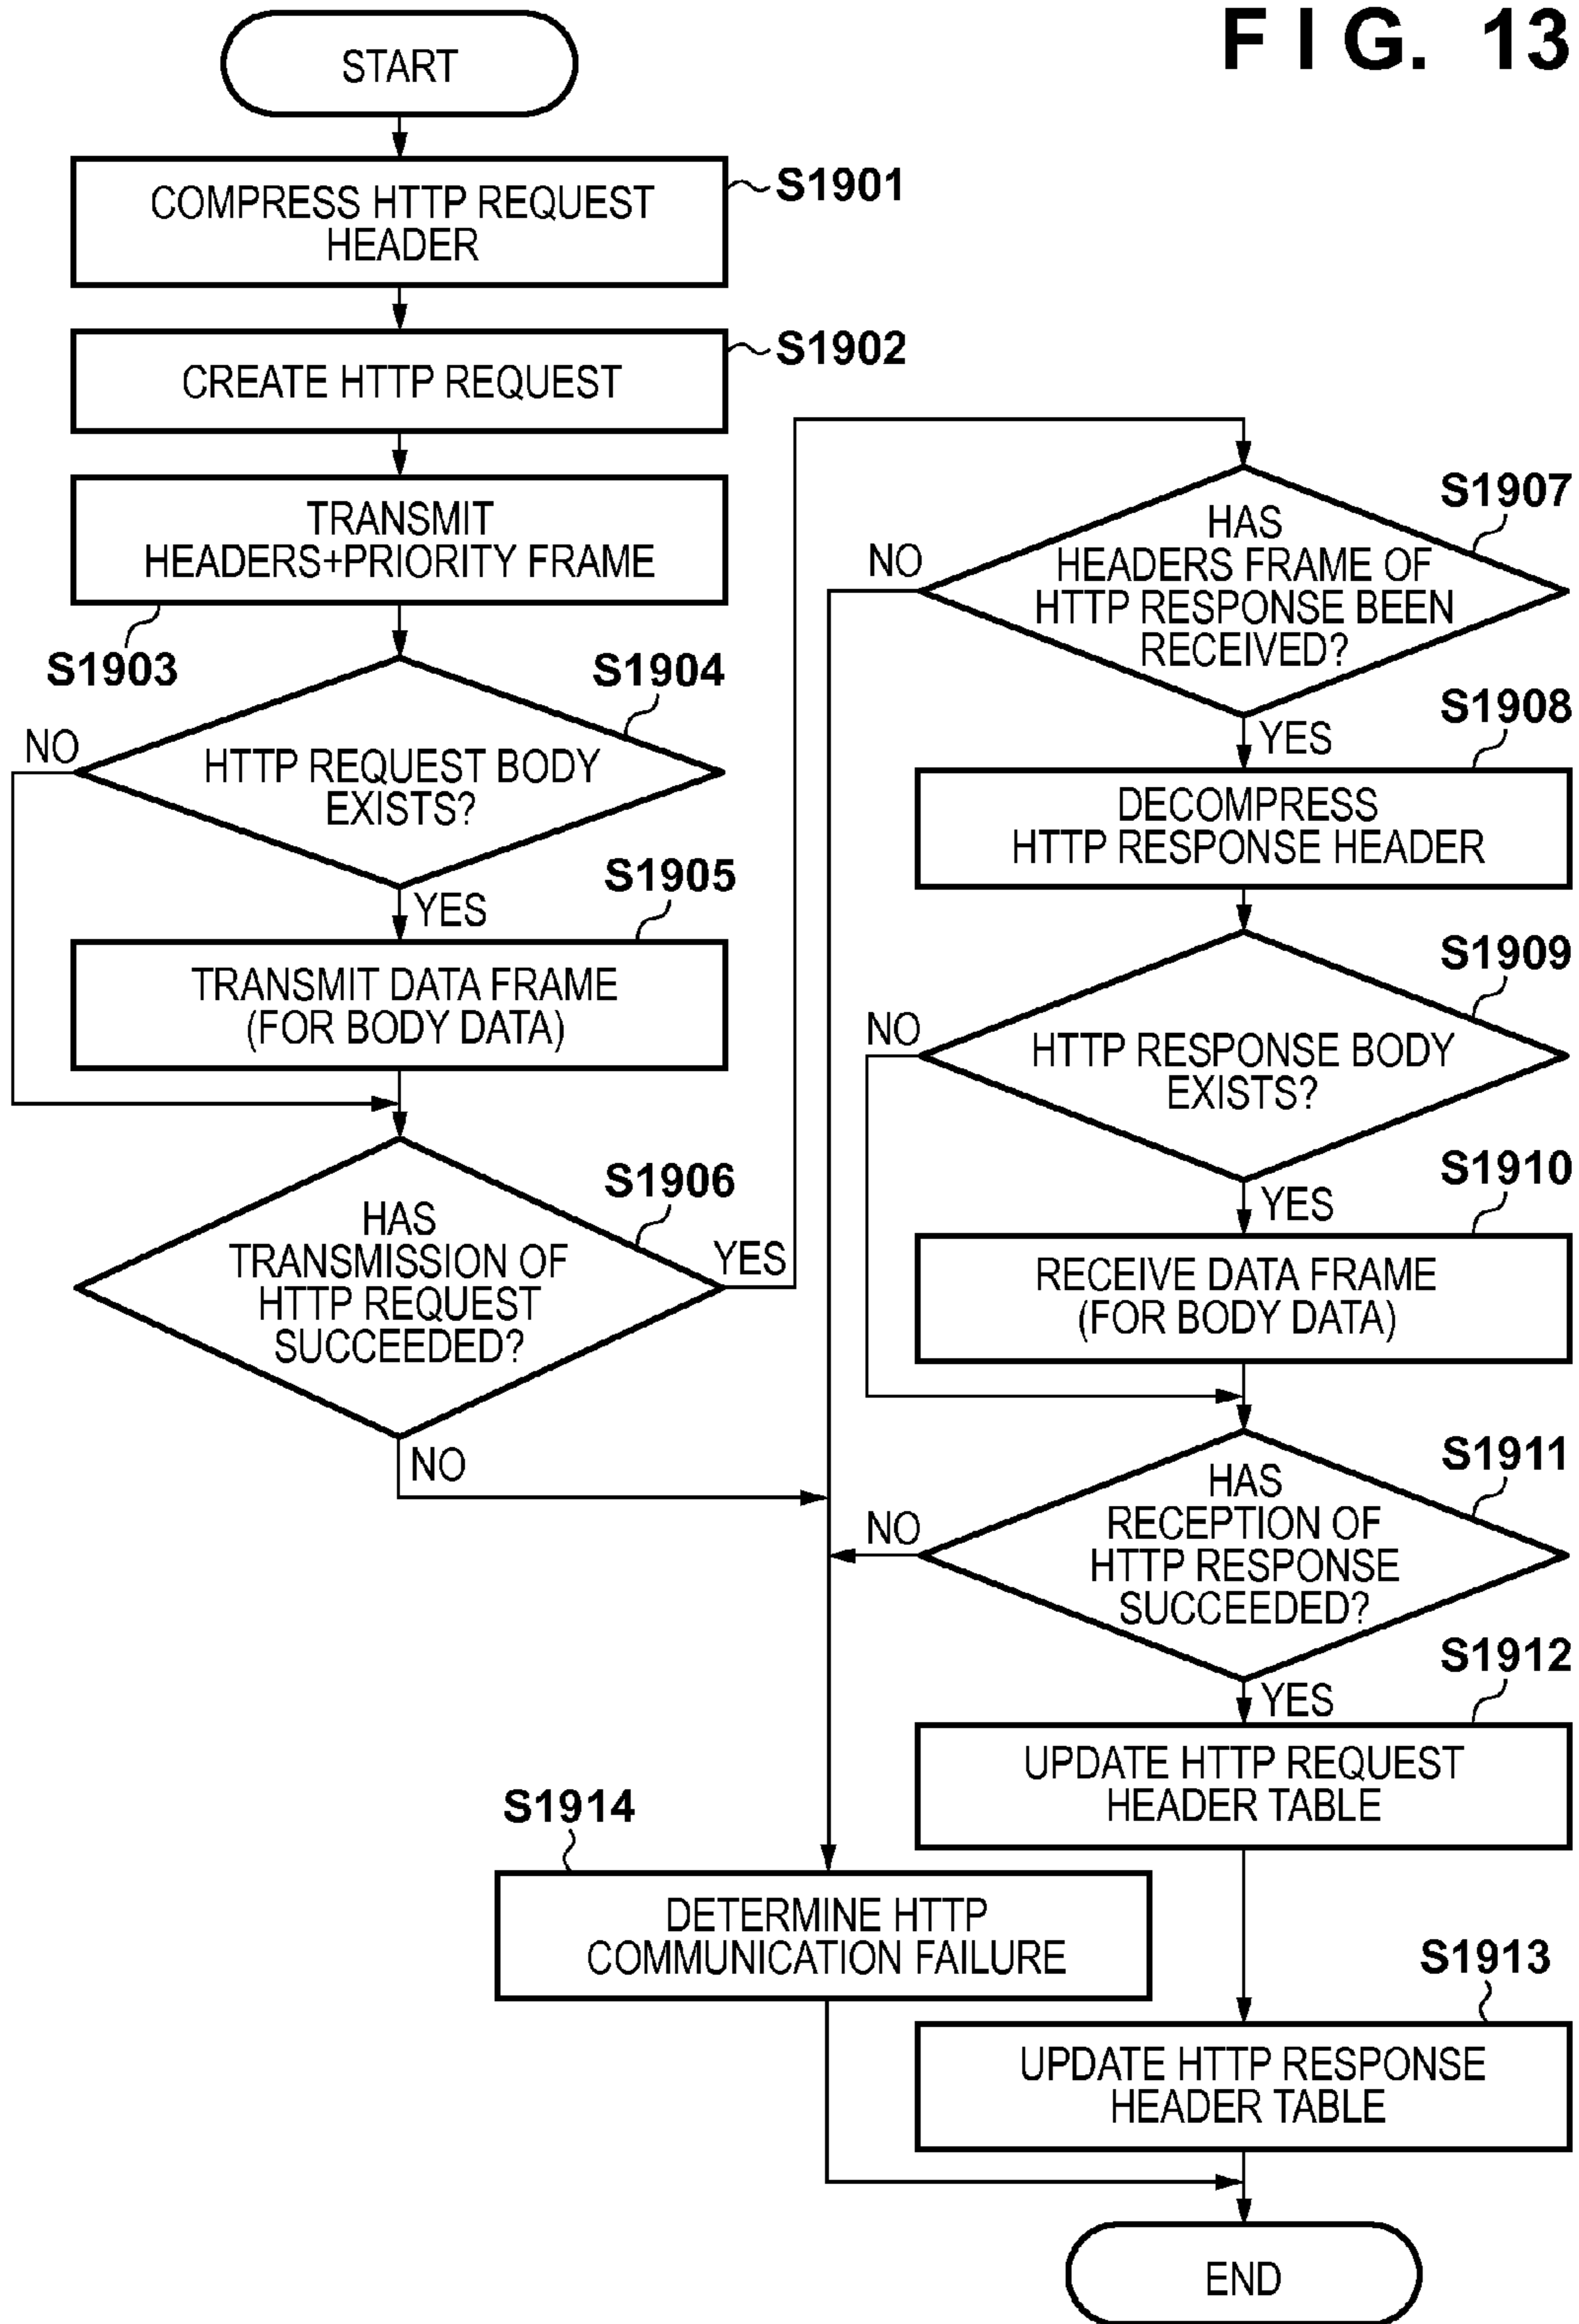 FIG. 13
START
COMPRESS HTTP REQUEST
HEADER
S1901
CREATE HTTP REQUEST
S1902
TRANSMIT
HEADERS+PRIORITY FRAME
S1903
S1904
HTTP REQUEST BODY
EXISTS?
NO
YES
S1905
TRANSMIT DATA FRAME
(FOR BODY DATA)
S1906
HAS
TRANSMISSION OF
HTTP REQUEST
SUCCEEDED?
YES
NO
S1907
HAS
HEADERS FRAME OF
HTTP RESPONSE BEEN
RECEIVED?
NO
YES
S1908
DECOMPRESS
HTTP RESPONSE HEADER
S1909
HTTP RESPONSE BODY
EXISTS?
NO
YES
S1910
RECEIVE DATA FRAME
(FOR BODY DATA)
S1911
HAS
RECEPTION OF
HTTP RESPONSE
SUCCEEDED?
NO
YES
S1912
UPDATE HTTP REQUEST
HEADER TABLE
S1914
DETERMINE HTTP
COMMUNICATION FAILURE
S1913
UPDATE HTTP RESPONSE
HEADER TABLE
END